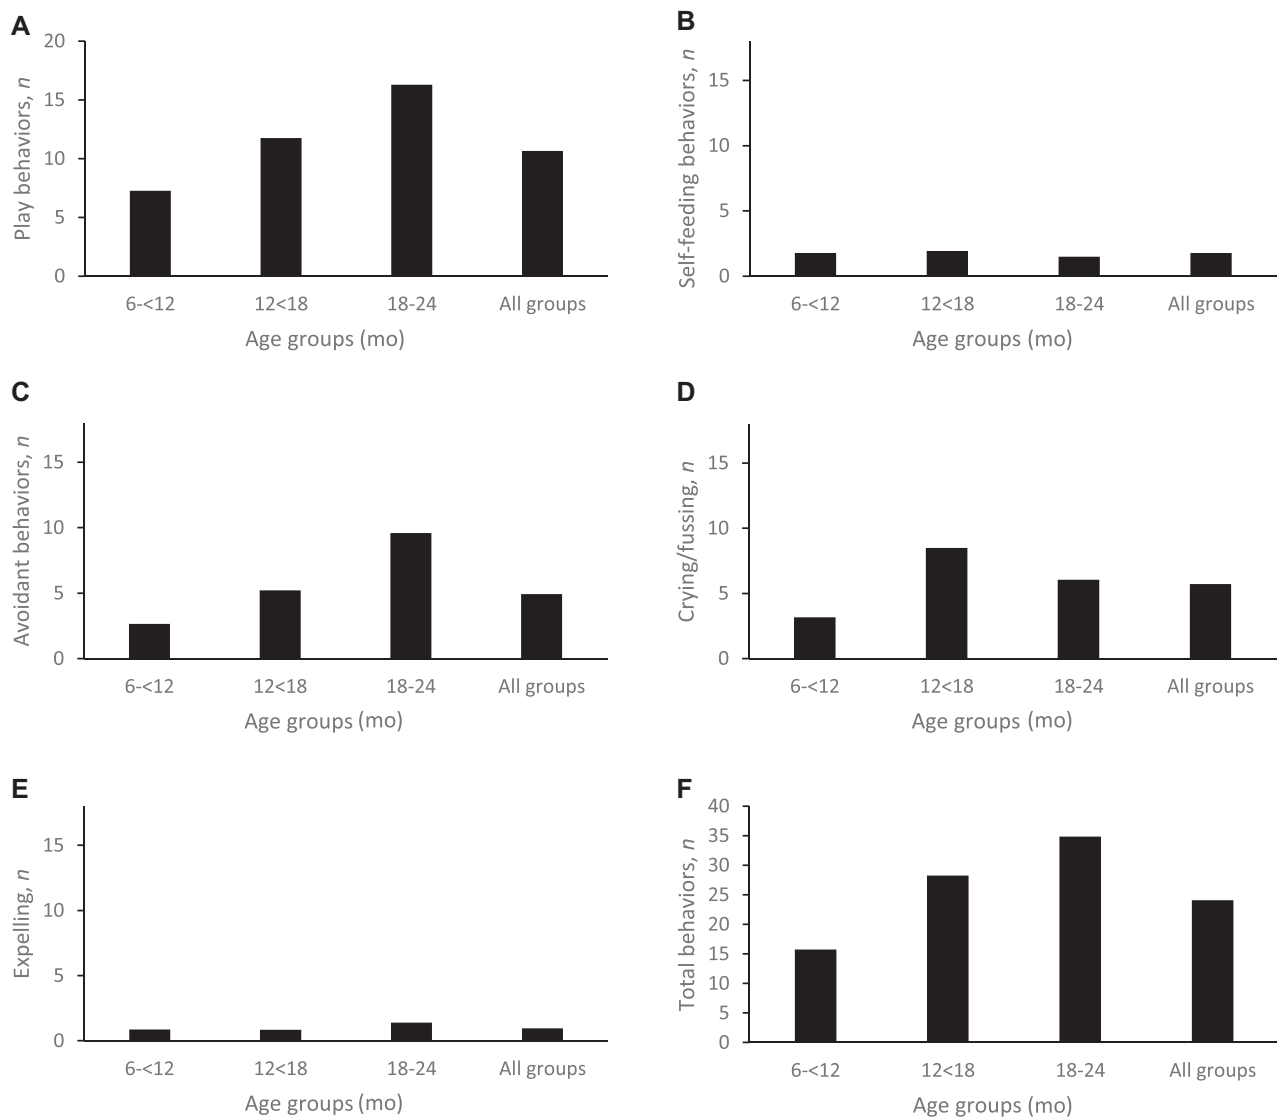 A
Play behaviors, n
20
15
10
5
0
6-<12 12<18 18-24 All groups
Age groups (mo)
B
Self-feeding behaviors, n
15
10
5
0
6-<12 12<18 18-24 All groups
Age groups (mo)
C
Avoidant behaviors, n
15
10
5
0
6-<12 12<18 18-24 All groups
Age groups (mo)
D
Crying/fussing, n
15
10
5
0
6-<12 12<18 18-24 All groups
Age groups (mo)
E
Expelling, n
15
10
5
0
6-<12 12<18 18-24 All groups
Age groups (mo)
F
Total behaviors, n
40
35
30
25
20
15
10
5
0
6-<12 12<18 18-24 All groups
Age groups (mo)